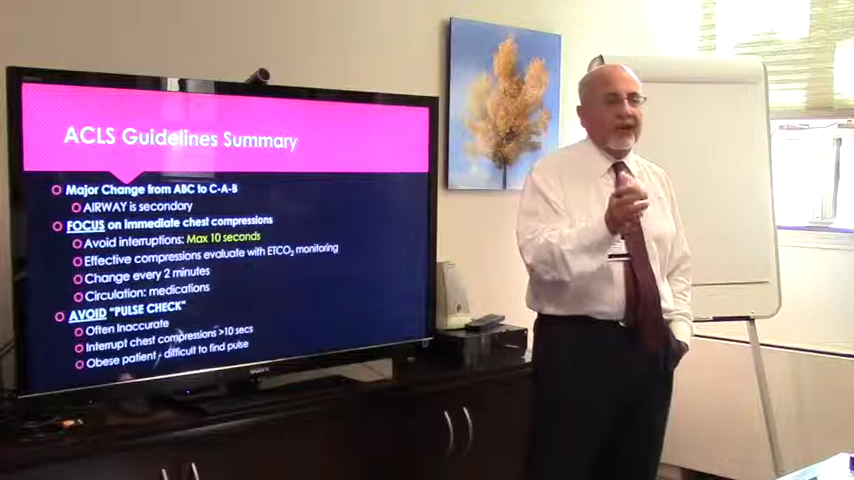 ACLS Guidelines Summary
Major Change from ABC to C-A-B
AIRWAY is secondary
FOCUS on immediate chest compressions
Avoid interruptions: Max 10 seconds
Effective compressions evaluate with ETCO₂ monitoring
Change every 2 minutes
Circulation: medications
AVOID "PULSE CHECK"
Often Inaccurate
Interrupt chest compressions >10 secs
Obese patient - difficult to find pulse
SONY